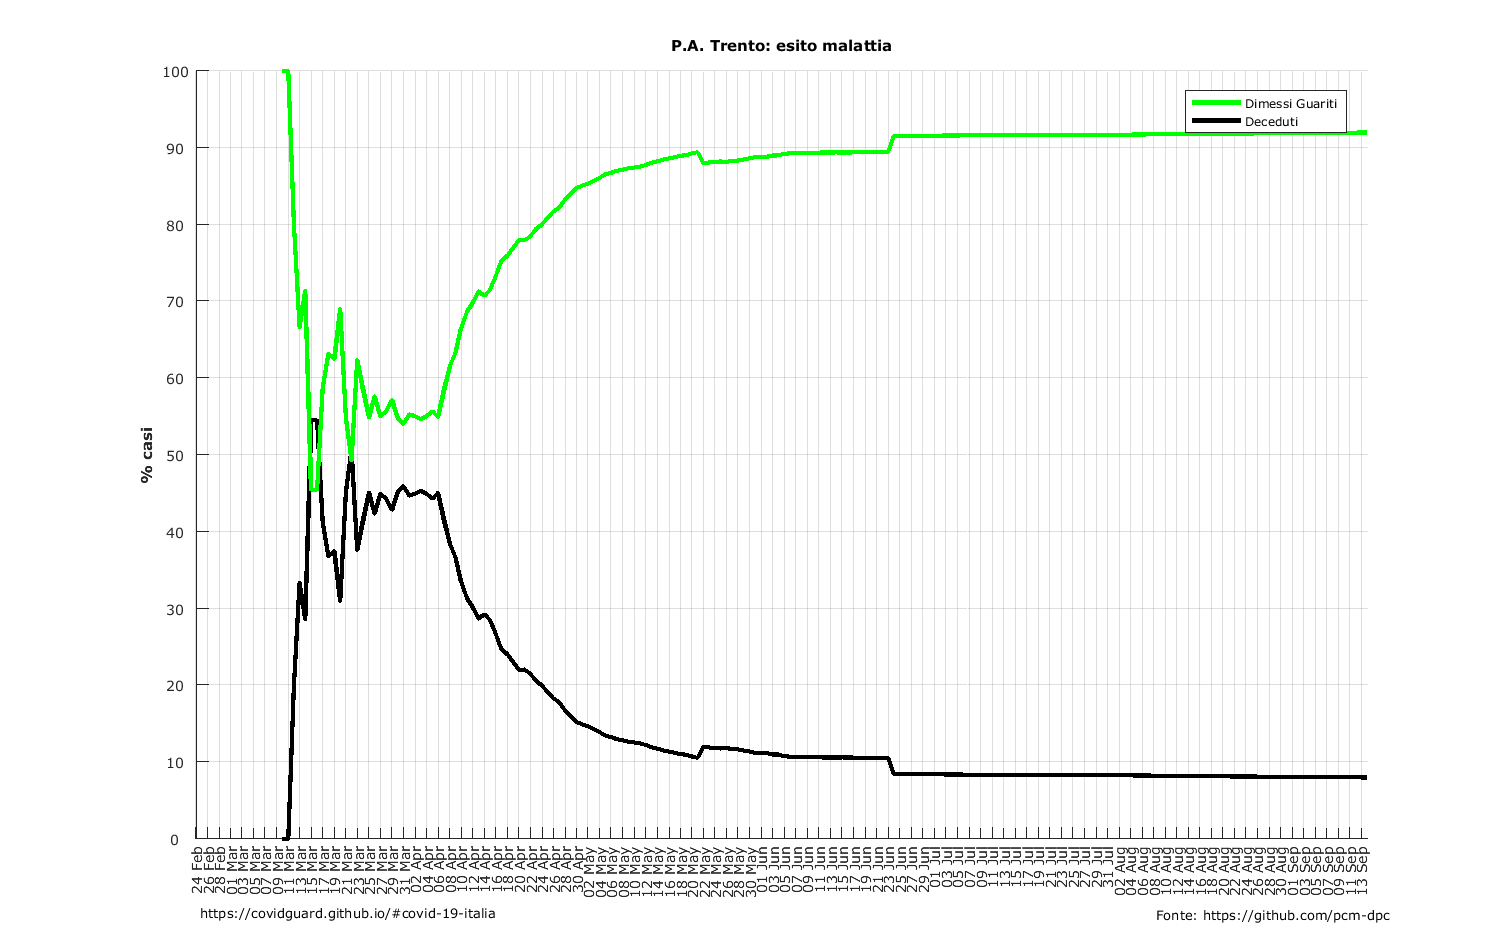 P.A. Trento: esito malattia
100
90
80
70
60
50
40
30
20
10
0
% casi
Dimessi Guariti
Deceduti
24 Feb
26 Feb
28 Feb
01 Mar
03 Mar
05 Mar
07 Mar
09 Mar
11 Mar
13 Mar
15 Mar
17 Mar
19 Mar
21 Mar
23 Mar
25 Mar
27 Mar
29 Mar
31 Mar
02 Apr
04 Apr
06 Apr
08 Apr
10 Apr
12 Apr
14 Apr
16 Apr
18 Apr
20 Apr
22 Apr
24 Apr
26 Apr
28 Apr
30 Apr
02 May
04 May
06 May
08 May
10 May
12 May
14 May
16 May
18 May
20 May
22 May
24 May
26 May
28 May
30 May
01 Jun
03 Jun
05 Jun
07 Jun
09 Jun
11 Jun
13 Jun
15 Jun
17 Jun
19 Jun
21 Jun
23 Jun
25 Jun
27 Jun
29 Jun
01 Jul
03 Jul
05 Jul
07 Jul
09 Jul
11 Jul
13 Jul
15 Jul
17 Jul
19 Jul
21 Jul
23 Jul
25 Jul
27 Jul
29 Jul
31 Jul
02 Aug
04 Aug
06 Aug
08 Aug
10 Aug
12 Aug
14 Aug
16 Aug
18 Aug
20 Aug
22 Aug
24 Aug
26 Aug
28 Aug
30 Aug
01 Sep
03 Sep
05 Sep
07 Sep
09 Sep
11 Sep
13 Sep
https://covidguard.github.io/#covid-19-italia
Fonte: https://github.com/pcm-dpc